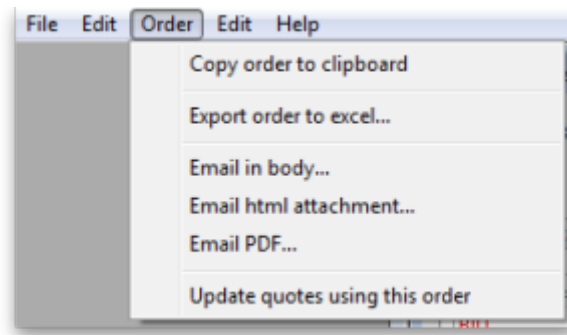 File Edit Order Edit Help
Copy order to clipboard
Export order to excel...
Email in body...
Email html attachment...
Email PDF...
Update quotes using this order